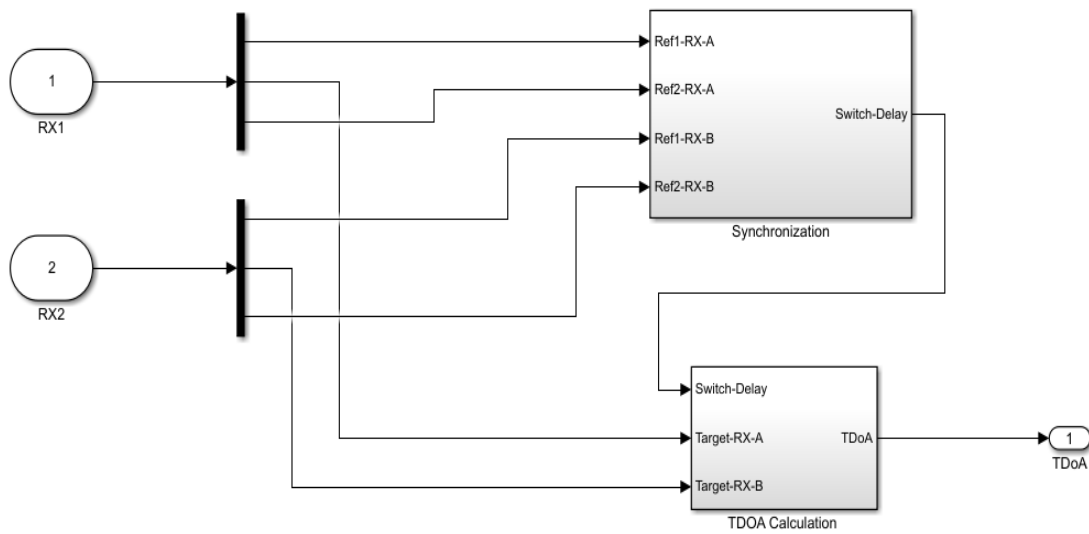 1
RX1
2
RX2
Ref1-RX-A
Ref2-RX-A
Ref1-RX-B
Ref2-RX-B
Switch-Delay
Synchronization
Switch-Delay
Target-RX-A
Target-RX-B
TDoA
TDOA Calculation
1
TDoA